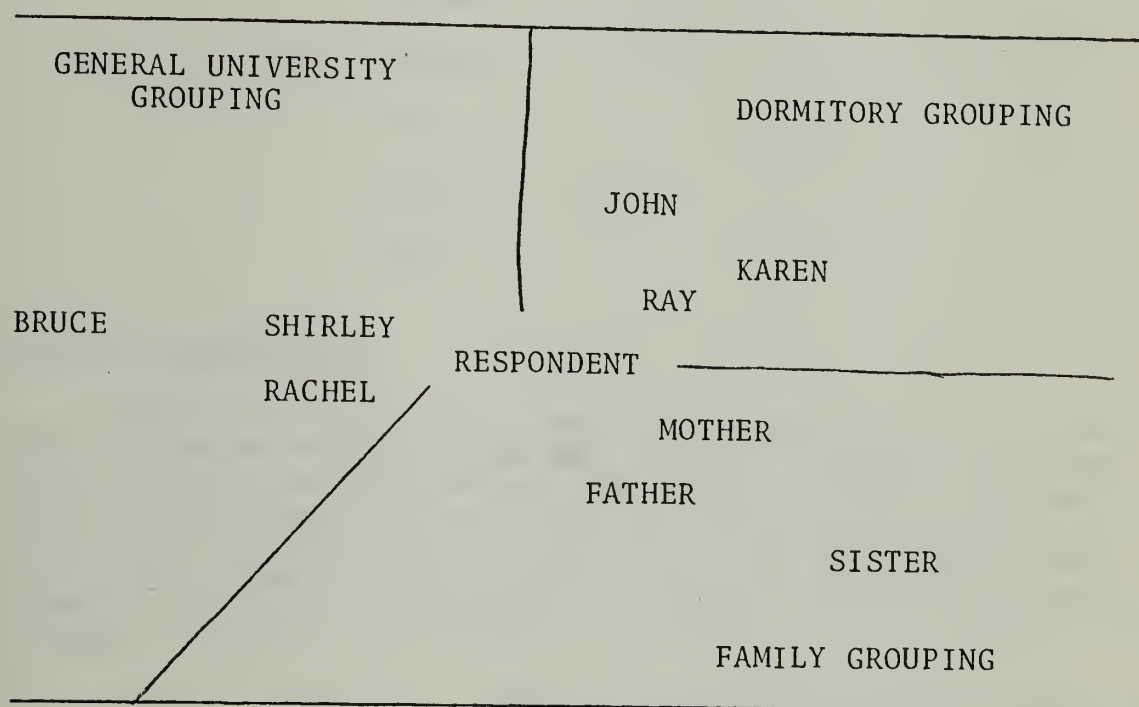 GENERAL UNIVERSITY
GROUPING
DORMITORY GROUPING
JOHN
KAREN
RAY
BRUCE
SHIRLEY
RESPONDENT
RACHEL
MOTHER
FATHER
SISTER
FAMILY GROUPING